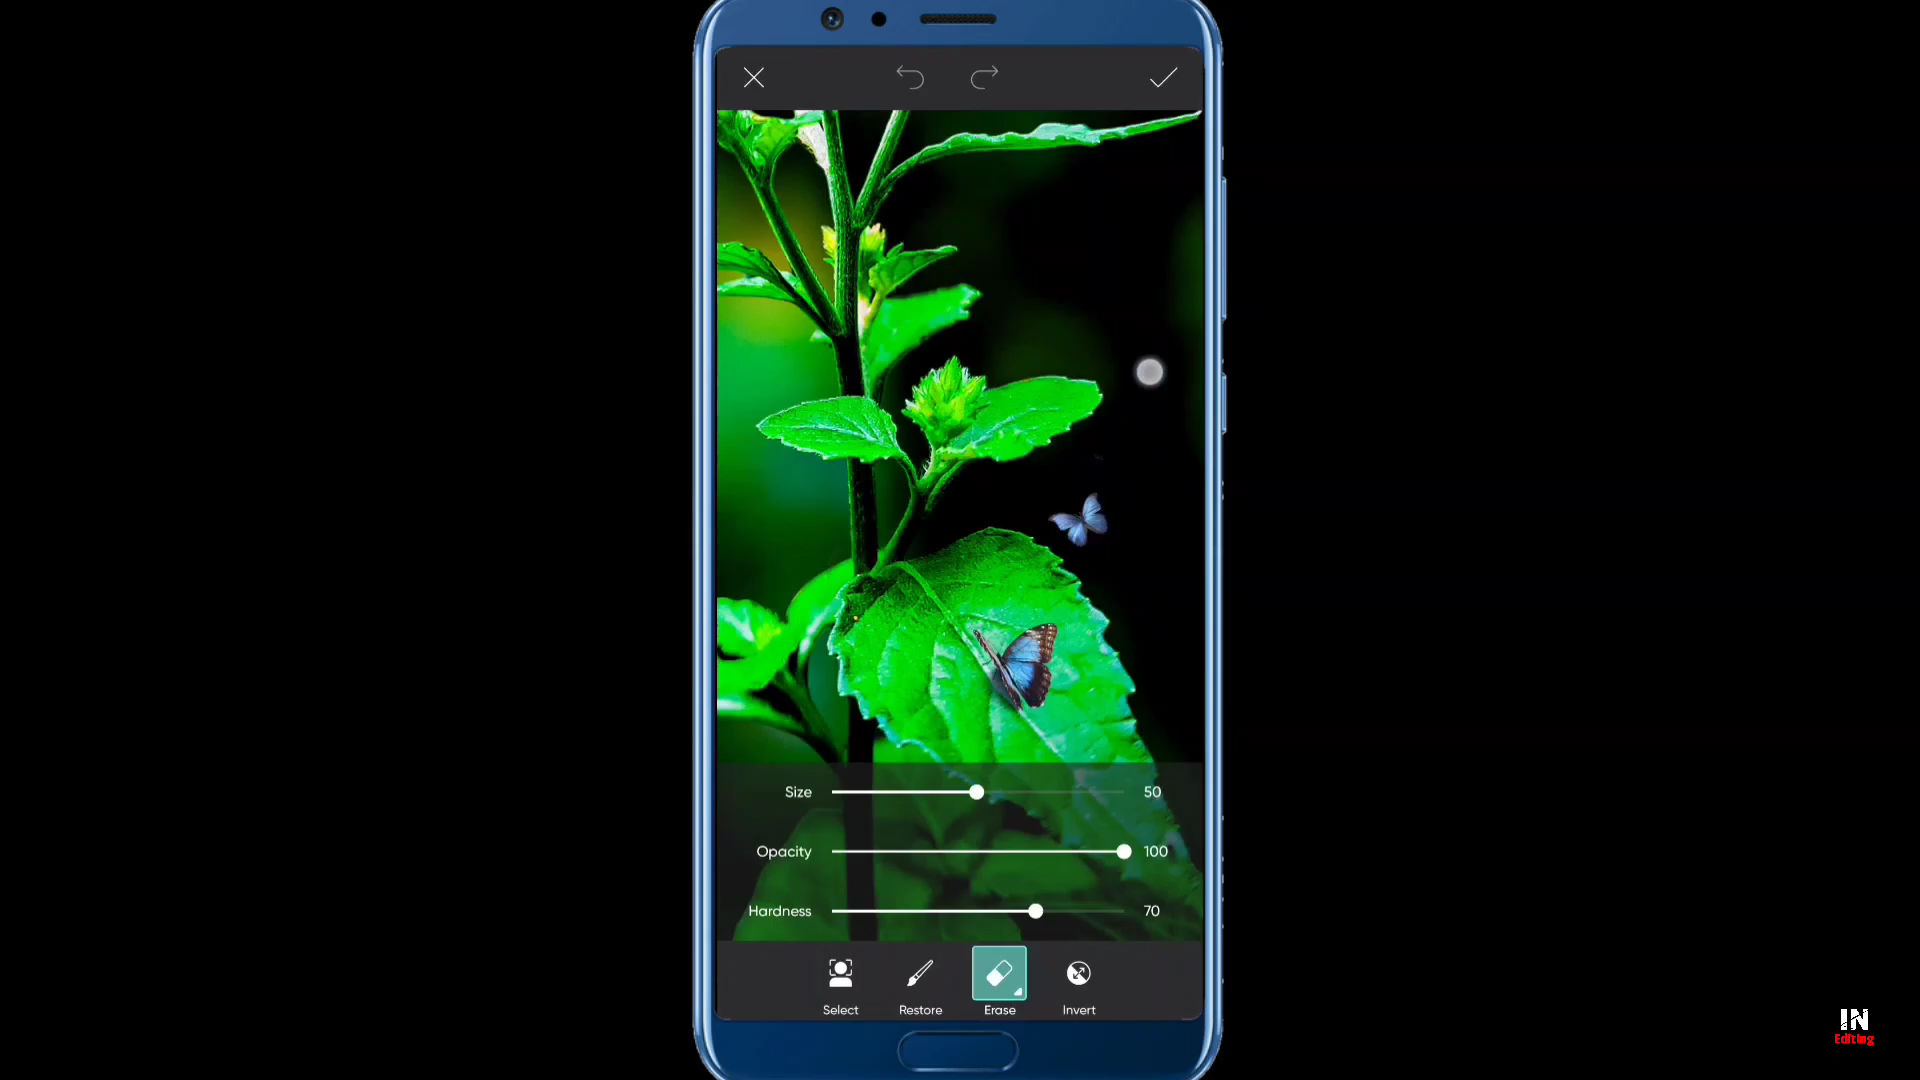 Size 50
Opacity 100
Hardness 70
Select Restore Erase Invert
IN
Editing